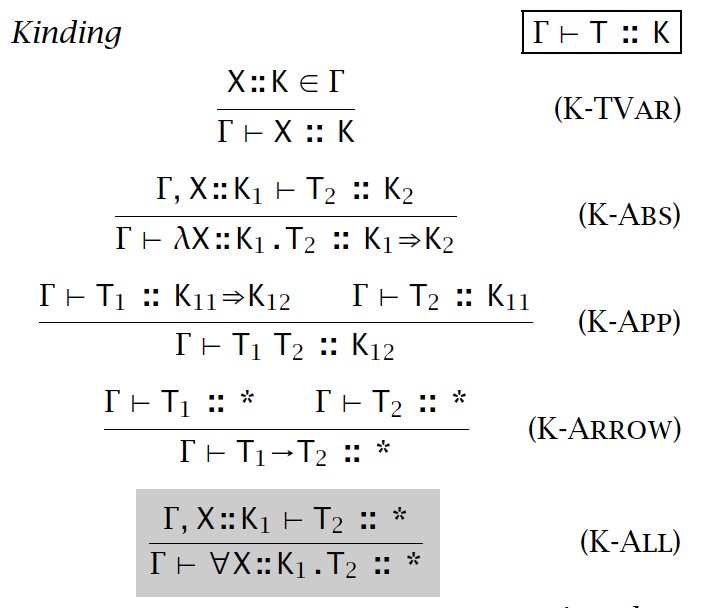 Kinding Γ ⊢ T :: K
X::K ∈ Γ
Γ ⊢ X :: K (K-TVAR)
Γ, X::K₁ ⊢ T₂ :: K₂
Γ ⊢ λX::K₁.T₂ :: K₁⇒K₂ (K-ABS)
Γ ⊢ T₁ :: K₁₁⇒K₁₂ Γ ⊢ T₂ :: K₁₁
Γ ⊢ T₁ T₂ :: K₁₂ (K-APP)
Γ ⊢ T₁ :: * Γ ⊢ T₂ :: *
Γ ⊢ T₁→T₂ :: * (K-ARROW)
Γ, X::K₁ ⊢ T₂ :: *
Γ ⊢ ∀X::K₁.T₂ :: * (K-ALL)